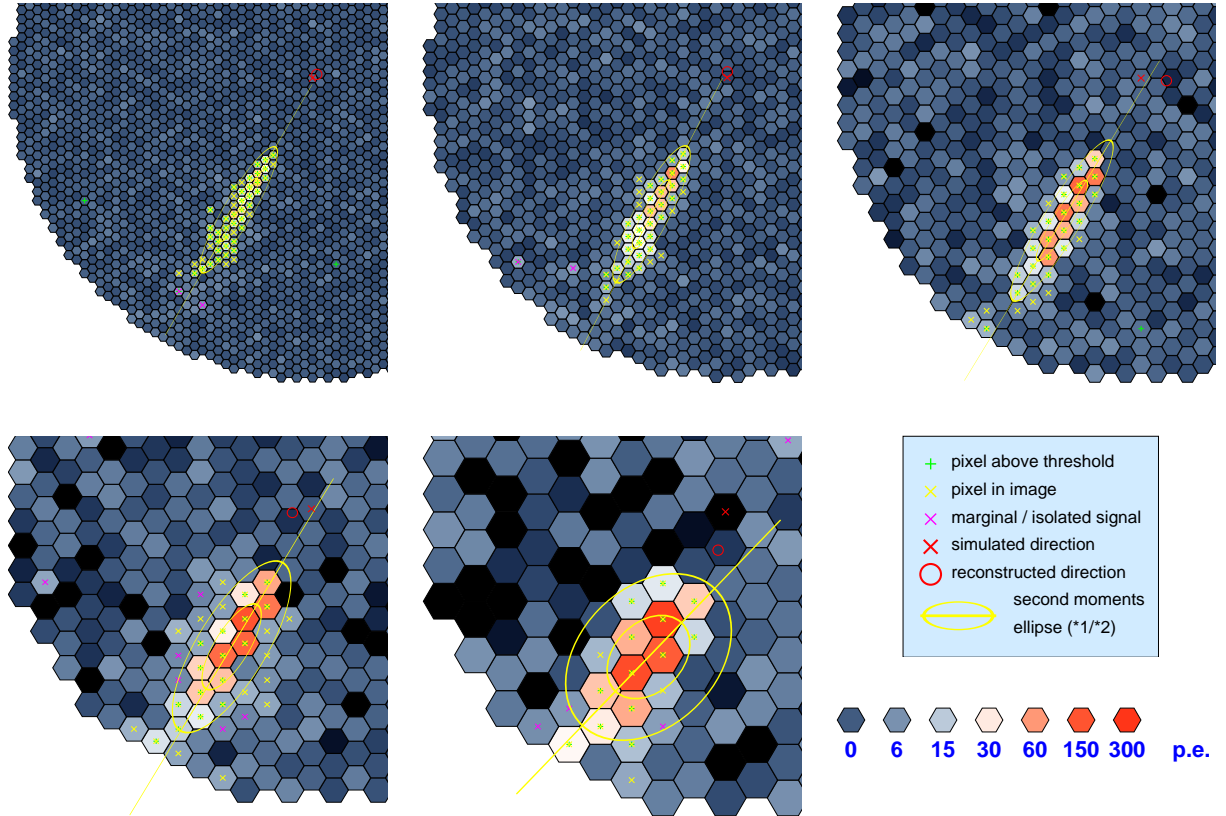 pixel above threshold
pixel in image
marginal / isolated signal
simulated direction
reconstructed direction
second moments
ellipse (*1/*2)
0 6 15 30 60 150 300 p.e.